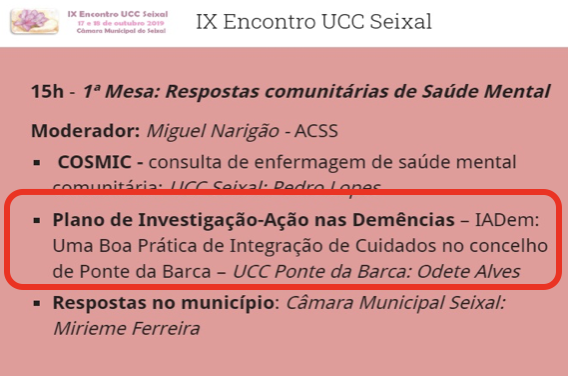 IX Encontro UCC Seixal
17 e 18 de outubro 2019
Câmara Municipal do Seixal
IX Encontro UCC Seixal
15h - 1ª Mesa: Respostas comunitárias de Saúde Mental
Moderador: Miguel Narigão - ACSS
▪ COSMIC - consulta de enfermagem de saúde mental
comunitária: UCC Seixal: Pedro Lopes
▪ Plano de Investigação-Ação nas Demências – IADem:
Uma Boa Prática de Integração de Cuidados no concelho
de Ponte da Barca – UCC Ponte da Barca: Odete Alves
▪ Respostas no município: Câmara Municipal Seixal:
Mirieme Ferreira